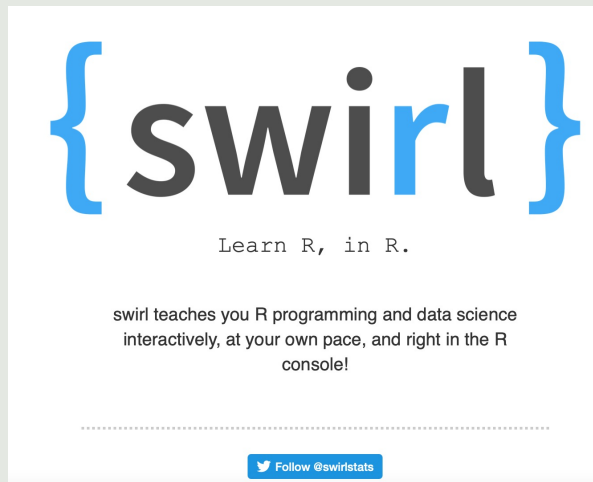 {swirl}
Learn R, in R.
swirl teaches you R programming and data science
interactively, at your own pace, and right in the R
console!
Follow @swirlstats